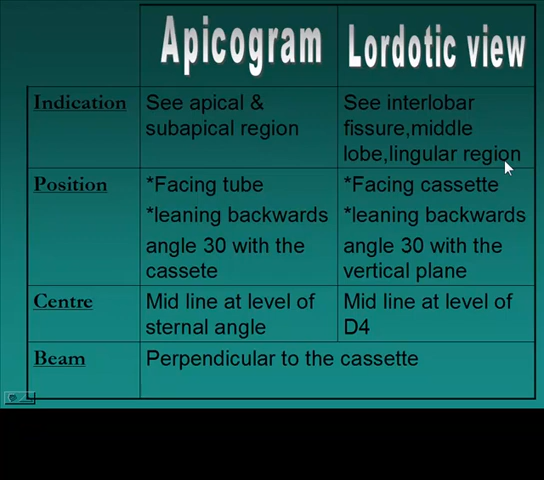 Apicogram
Lordotic view
Indication
See apical &
subapical region
See interlobar
fissure,middle
lobe,lingular region
Position
*Facing tube
*leaning backwards
angle 30 with the
cassete
*Facing cassette
*leaning backwards
angle 30 with the
vertical plane
Centre
Mid line at level of
sternal angle
Mid line at level of
D4
Beam
Perpendicular to the cassette